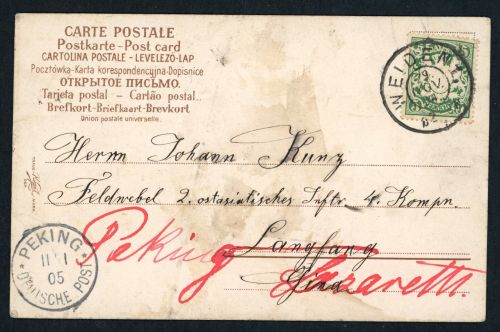 CARTE POSTALE
Postkarte - Post card
CARTOLINA POSTALE - LEVELEZO-LAP
Pocztówka-Karta korespondencyjna-Dopisnice
ОТКРЫТОЕ ПИСЬМО.
Tarjeta postal - Cartão postal.
Brefkort-Briefkaart-Brevkort
Union postale universelle.
WEIDEN
Herrn Johann Kunz
Feldwebel 2. ostasiatisches Inftr. 4. Kompn.
Peking
Langfang
China
Lazarett.
PEKING
11 1
05
DEUTSCHE POST